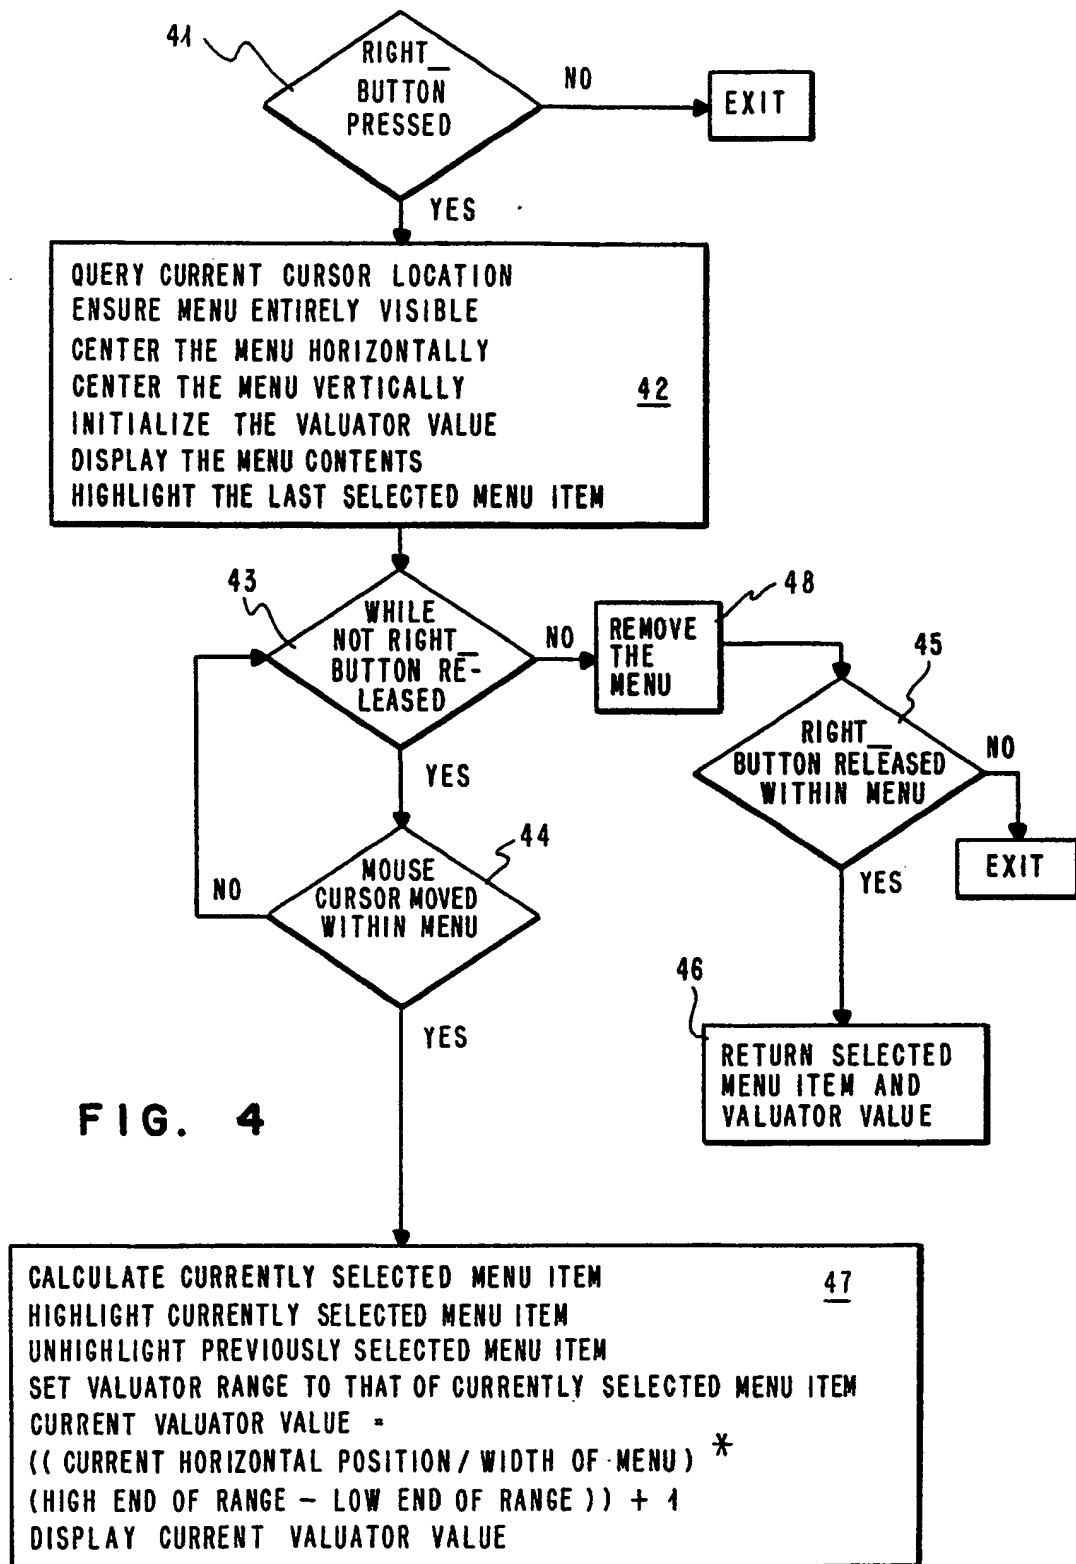 41
RIGHT_
BUTTON
PRESSED
NO
EXIT
YES
QUERY CURRENT CURSOR LOCATION
ENSURE MENU ENTIRELY VISIBLE
CENTER THE MENU HORIZONTALLY
CENTER THE MENU VERTICALLY
42
INITIALIZE THE VALUATOR VALUE
DISPLAY THE MENU CONTENTS
HIGHLIGHT THE LAST SELECTED MENU ITEM
43
WHILE
NOT RIGHT_
BUTTON RE-
LEASED
NO
YES
48
REMOVE
THE
MENU
45
RIGHT_
BUTTON RELEASED
WITHIN MENU
NO
EXIT
YES
44
MOUSE
CURSOR MOVED
WITHIN MENU
NO
YES
46
RETURN SELECTED
MENU ITEM AND
VALUATOR VALUE
FIG. 4
CALCULATE CURRENTLY SELECTED MENU ITEM
47
HIGHLIGHT CURRENTLY SELECTED MENU ITEM
UNHIGHLIGHT PREVIOUSLY SELECTED MENU ITEM
SET VALUATOR RANGE TO THAT OF CURRENTLY SELECTED MENU ITEM
CURRENT VALUATOR VALUE =
((CURRENT HORIZONTAL POSITION/WIDTH OF MENU) *
(HIGH END OF RANGE - LOW END OF RANGE)) + 1
DISPLAY CURRENT VALUATOR VALUE